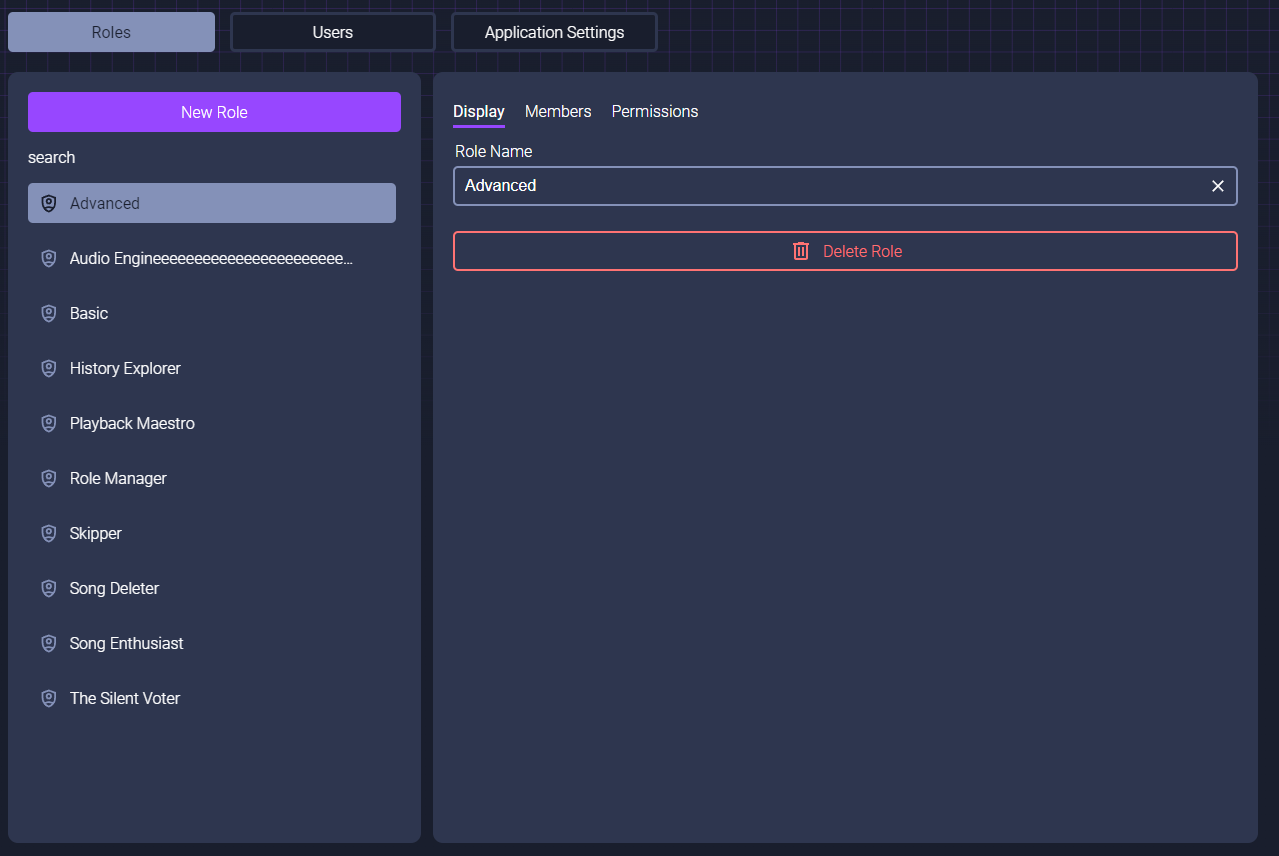 Roles
Users
Application Settings
New Role
search
Advanced
Audio Engineeeeeeeeeeeeeeeeeeeeeee...
Basic
History Explorer
Playback Maestro
Role Manager
Skipper
Song Deleter
Song Enthusiast
The Silent Voter
Display
Members
Permissions
Role Name
Advanced
Delete Role